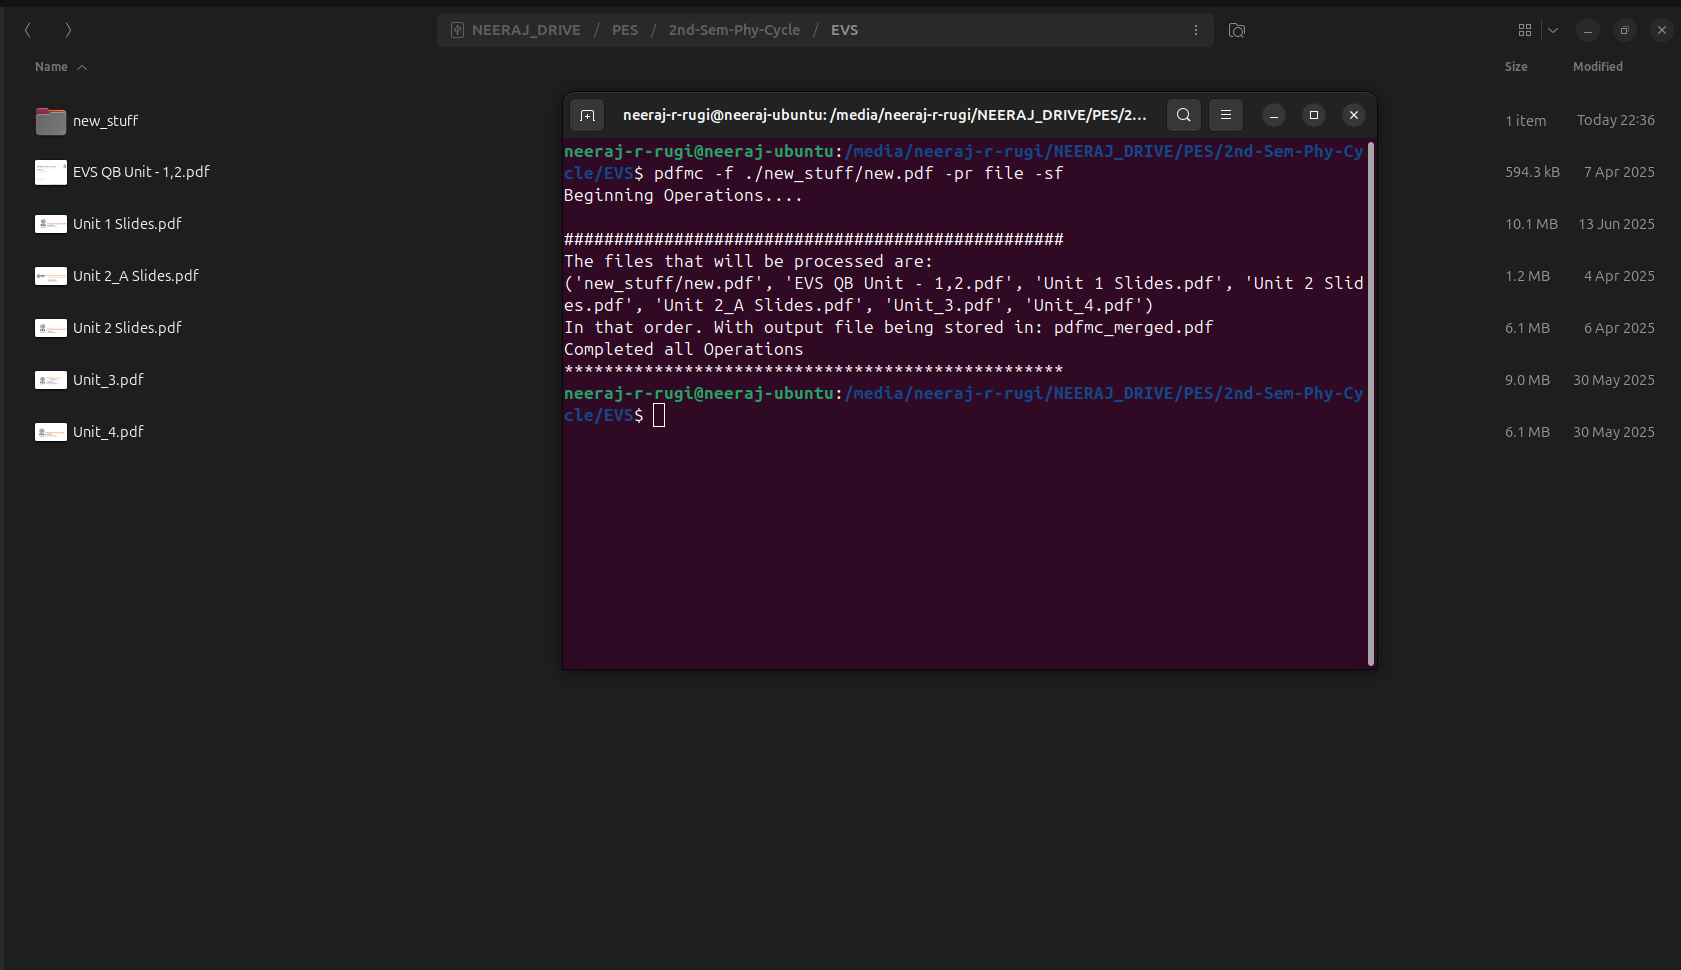 NEERAJ_DRIVE / PES / 2nd-Sem-Phy-Cycle / EVS
Name Size Modified
new_stuff 1 item Today 22:36
EVS QB Unit - 1,2.pdf 594.3 kB 7 Apr 2025
Unit 1 Slides.pdf 10.1 MB 13 Jun 2025
Unit 2_A Slides.pdf 1.2 MB 4 Apr 2025
Unit 2 Slides.pdf 6.1 MB 6 Apr 2025
Unit_3.pdf 9.0 MB 30 May 2025
Unit_4.pdf 6.1 MB 30 May 2025
neeraj-r-rugi@neeraj-ubuntu: /media/neeraj-r-rugi/NEERAJ_DRIVE/PES/2...
neeraj-r-rugi@neeraj-ubuntu:/media/neeraj-r-rugi/NEERAJ_DRIVE/PES/2nd-Sem-Phy-Cy
cle/EVS$ pdfmc -f ./new_stuff/new.pdf -pr file -sf
Beginning Operations....
##################################################
The files that will be processed are:
('new_stuff/new.pdf', 'EVS QB Unit - 1,2.pdf', 'Unit 1 Slides.pdf', 'Unit 2 Slid
es.pdf', 'Unit 2_A Slides.pdf', 'Unit_3.pdf', 'Unit_4.pdf')
In that order. With output file being stored in: pdfmc_merged.pdf
Completed all Operations
**************************************************
neeraj-r-rugi@neeraj-ubuntu:/media/neeraj-r-rugi/NEERAJ_DRIVE/PES/2nd-Sem-Phy-Cy
cle/EVS$